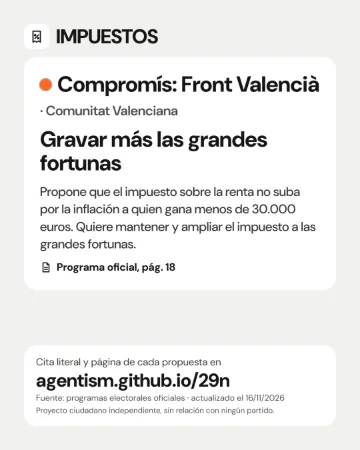 IMPUESTOS
Compromís: Front Valencià
· Comunitat Valenciana
Gravar más las grandes
fortunas
Propone que el impuesto sobre la renta no suba
por la inflación a quien gana menos de 30.000
euros. Quiere mantener y ampliar el impuesto a las
grandes fortunas.
Programa oficial, pág. 18
Cita literal y página de cada propuesta en
agentism.github.io/29n
Fuente: programas electorales oficiales · actualizado el 16/11/2026
Proyecto ciudadano independiente, sin relación con ningún partido.